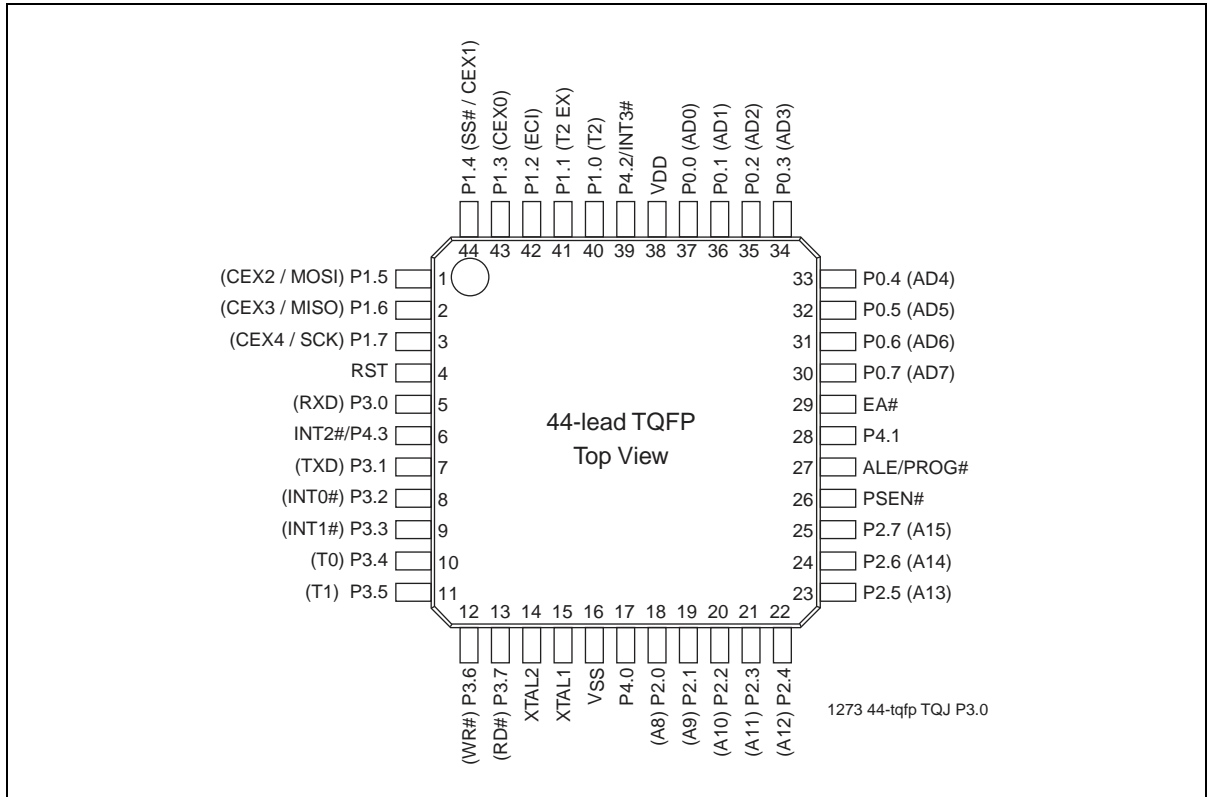 P1.4 (SS# / CEX1)
P1.3 (CEX0)
P1.2 (ECI)
P1.1 (T2 EX)
P1.0 (T2)
P4.2/INT3#
VDD
P0.0 (AD0)
P0.1 (AD1)
P0.2 (AD2)
P0.3 (AD3)
44 43 42 41 40 39 38 37 36 35 34
(CEX2 / MOSI) P1.5 1
(CEX3 / MISO) P1.6 2
(CEX4 / SCK) P1.7 3
RST 4
(RXD) P3.0 5
INT2#/P4.3 6
(TXD) P3.1 7
(INT0#) P3.2 8
(INT1#) P3.3 9
(T0) P3.4 10
(T1) P3.5 11
44-lead TQFP
Top View
33 P0.4 (AD4)
32 P0.5 (AD5)
31 P0.6 (AD6)
30 P0.7 (AD7)
29 EA#
28 P4.1
27 ALE/PROG#
26 PSEN#
25 P2.7 (A15)
24 P2.6 (A14)
23 P2.5 (A13)
12 13 14 15 16 17 18 19 20 21 22
(WR#) P3.6
(RD#) P3.7
XTAL2
XTAL1
VSS
P4.0
(A8) P2.0
(A9) P2.1
(A10) P2.2
(A11) P2.3
(A12) P2.4
1273 44-tqfp TQJ P3.0